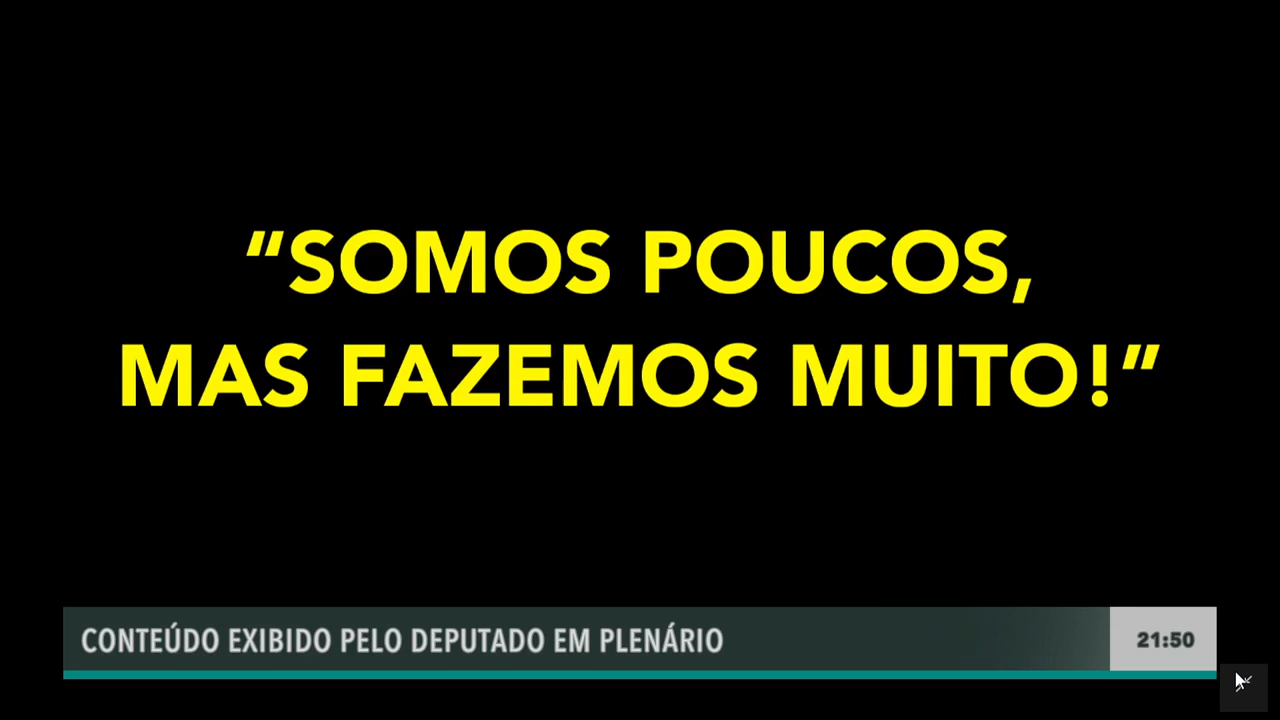 “SOMOS POUCOS,
MAS FAZEMOS MUITO!”
CONTEÚDO EXIBIDO PELO DEPUTADO EM PLENÁRIO
21:50